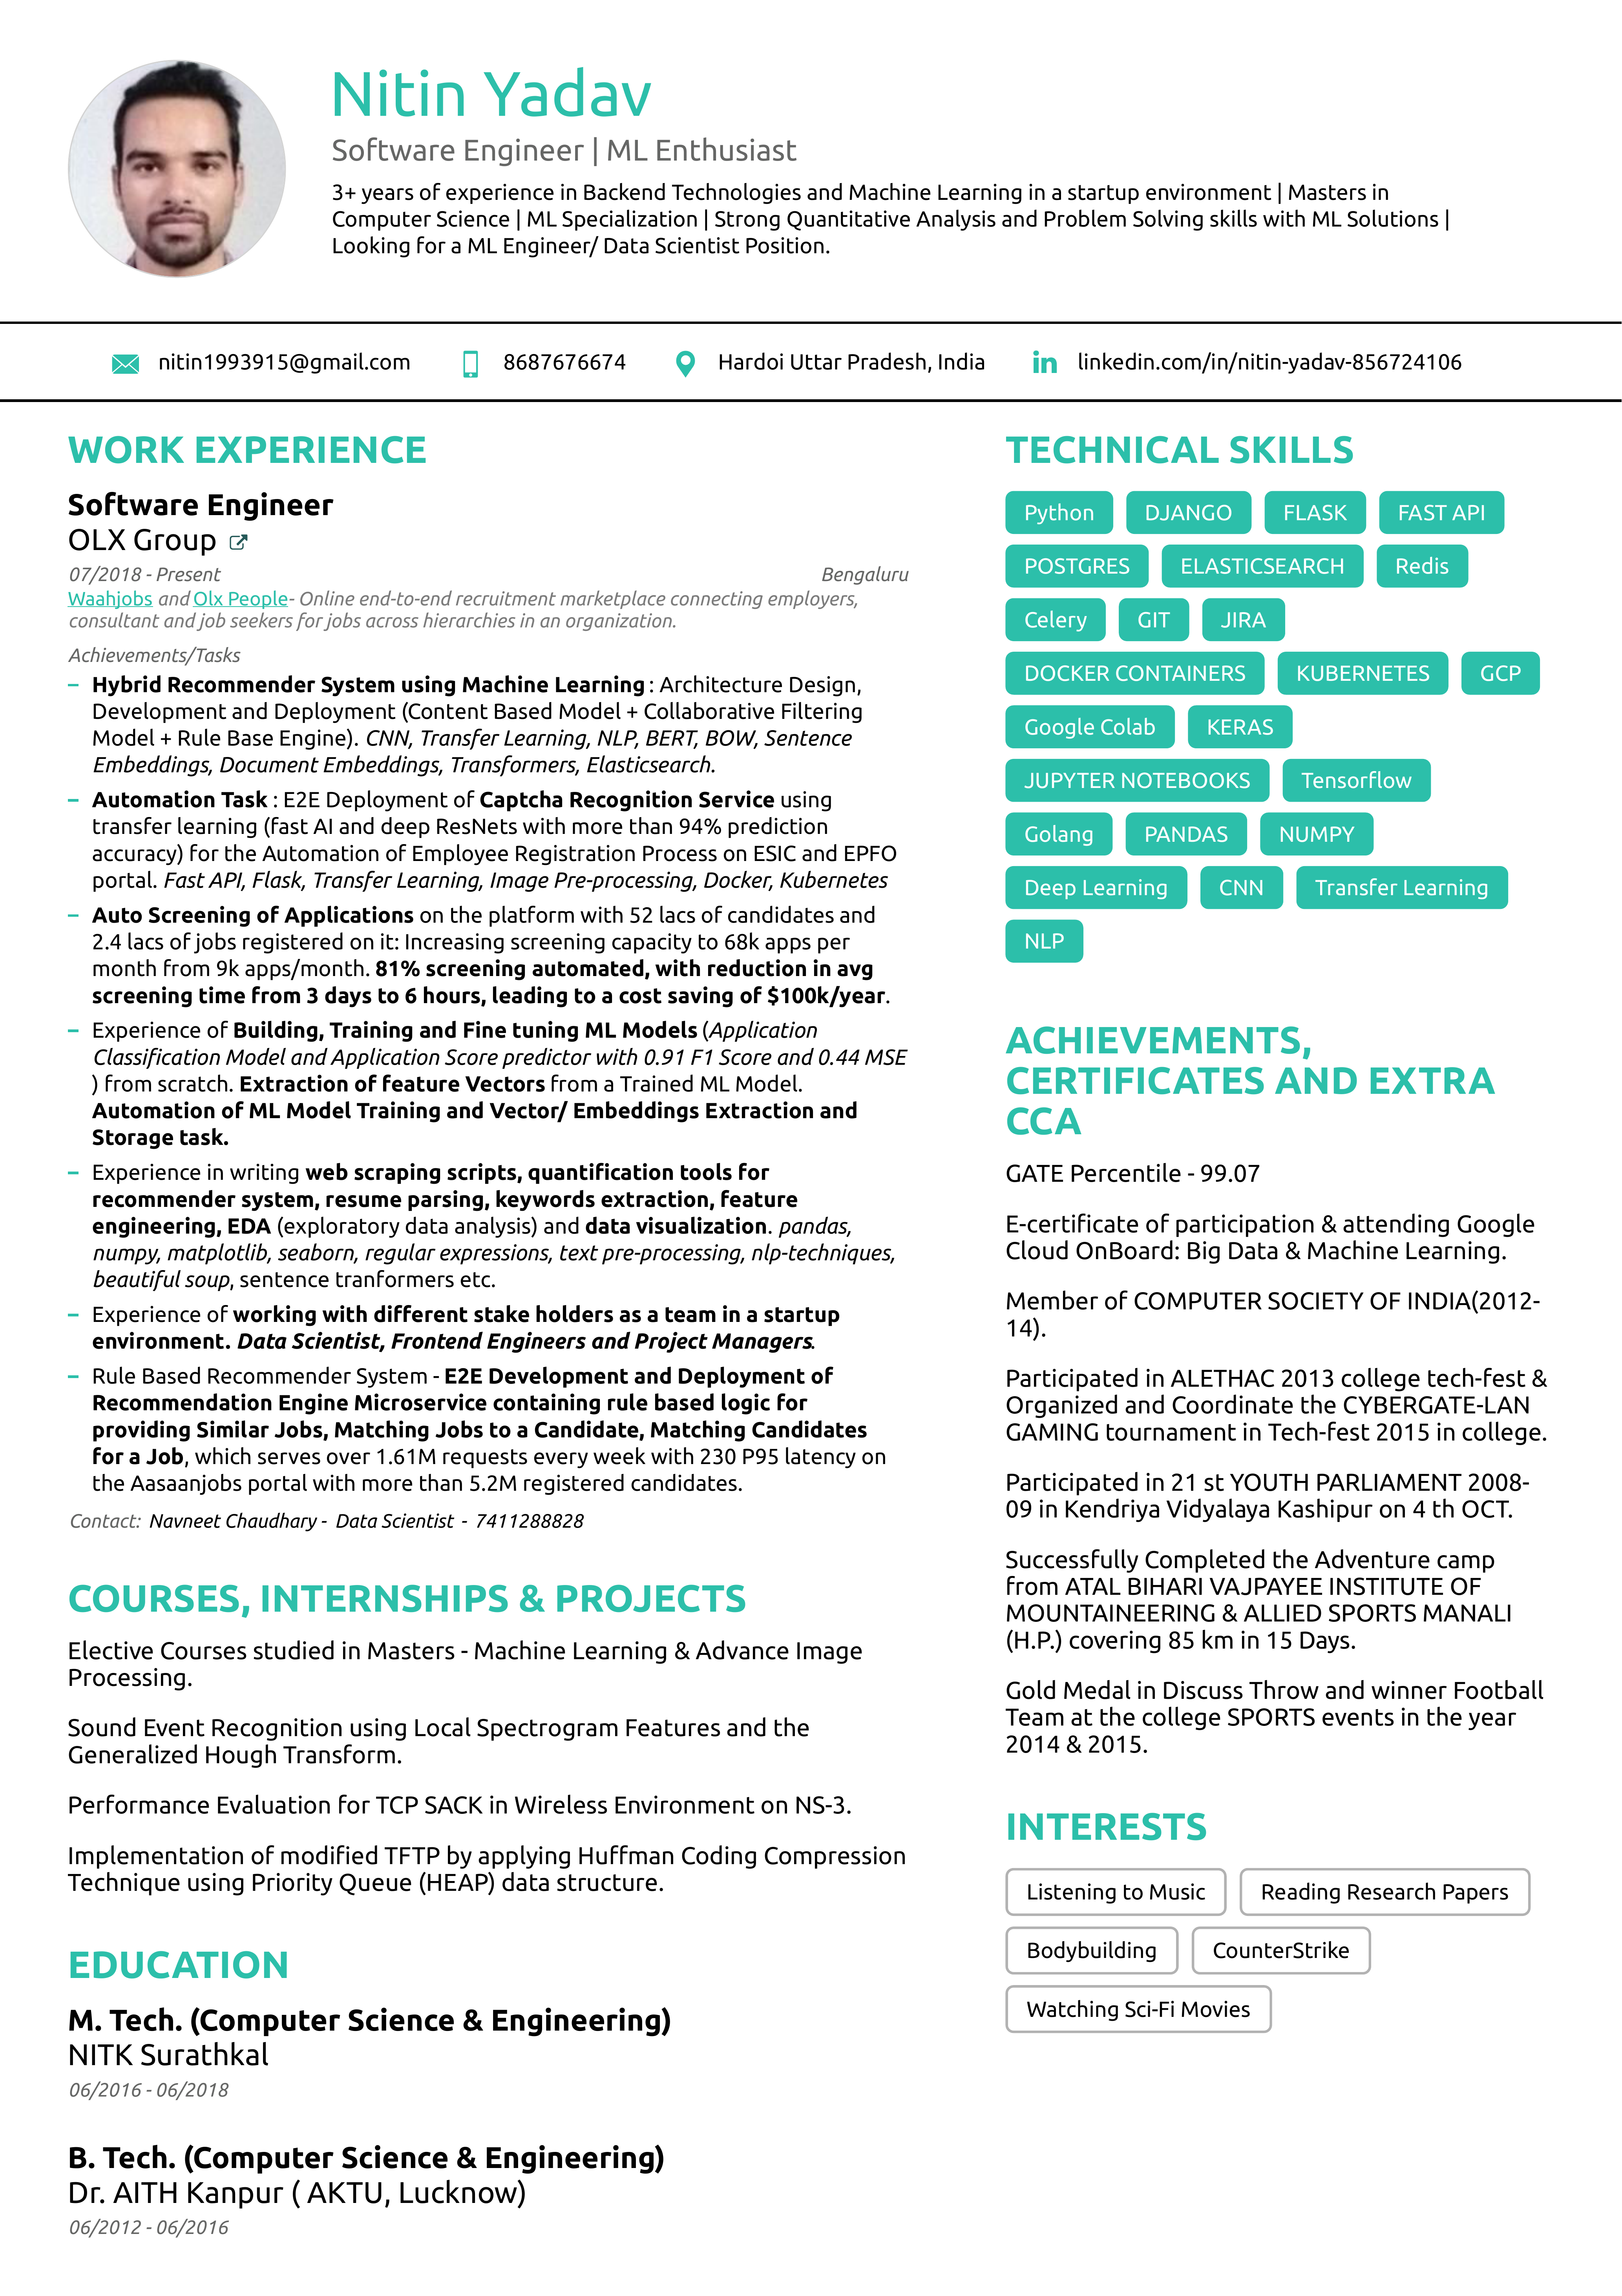 Nitin Yadav
Software Engineer | ML Enthusiast
3+ years of experience in Backend Technologies and Machine Learning in a startup environment | Masters in
Computer Science | ML Specialization | Strong Quantitative Analysis and Problem Solving skills with ML Solutions |
Looking for a ML Engineer/ Data Scientist Position.
nitin1993915@gmail.com
8687676674
Hardoi Uttar Pradesh, India
linkedin.com/in/nitin-yadav-856724106
WORK EXPERIENCE
Software Engineer
OLX Group
07/2018 - Present
Bengaluru
Waahjobs and Olx People- Online end-to-end recruitment marketplace connecting employers,
consultant and job seekers for jobs across hierarchies in an organization.
Achievements/Tasks
– Hybrid Recommender System using Machine Learning : Architecture Design,
Development and Deployment (Content Based Model + Collaborative Filtering
Model + Rule Base Engine). CNN, Transfer Learning, NLP, BERT, BOW, Sentence
Embeddings, Document Embeddings, Transformers, Elasticsearch.
– Automation Task : E2E Deployment of Captcha Recognition Service using
transfer learning (fast AI and deep ResNets with more than 94% prediction
accuracy) for the Automation of Employee Registration Process on ESIC and EPFO
portal. Fast API, Flask, Transfer Learning, Image Pre-processing, Docker, Kubernetes
– Auto Screening of Applications on the platform with 52 lacs of candidates and
2.4 lacs of jobs registered on it: Increasing screening capacity to 68k apps per
month from 9k apps/month. 81% screening automated, with reduction in avg
screening time from 3 days to 6 hours, leading to a cost saving of $100k/year.
– Experience of Building, Training and Fine tuning ML Models (Application
Classification Model and Application Score predictor with 0.91 F1 Score and 0.44 MSE
) from scratch. Extraction of feature Vectors from a Trained ML Model.
Automation of ML Model Training and Vector/ Embeddings Extraction and
Storage task.
– Experience in writing web scraping scripts, quantification tools for
recommender system, resume parsing, keywords extraction, feature
engineering, EDA (exploratory data analysis) and data visualization. pandas,
numpy, matplotlib, seaborn, regular expressions, text pre-processing, nlp-techniques,
beautiful soup, sentence tranformers etc.
– Experience of working with different stake holders as a team in a startup
environment. Data Scientist, Frontend Engineers and Project Managers.
– Rule Based Recommender System - E2E Development and Deployment of
Recommendation Engine Microservice containing rule based logic for
providing Similar Jobs, Matching Jobs to a Candidate, Matching Candidates
for a Job, which serves over 1.61M requests every week with 230 P95 latency on
the Aasaanjobs portal with more than 5.2M registered candidates.
Contact: Navneet Chaudhary - Data Scientist - 7411288828
COURSES, INTERNSHIPS & PROJECTS
Elective Courses studied in Masters - Machine Learning & Advance Image
Processing.
Sound Event Recognition using Local Spectrogram Features and the
Generalized Hough Transform.
Performance Evaluation for TCP SACK in Wireless Environment on NS-3.
Implementation of modified TFTP by applying Huffman Coding Compression
Technique using Priority Queue (HEAP) data structure.
EDUCATION
M. Tech. (Computer Science & Engineering)
NITK Surathkal
06/2016 - 06/2018
B. Tech. (Computer Science & Engineering)
Dr. AITH Kanpur ( AKTU, Lucknow)
06/2012 - 06/2016
TECHNICAL SKILLS
Python DJANGO FLASK FAST API
POSTGRES ELASTICSEARCH Redis
Celery GIT JIRA
DOCKER CONTAINERS KUBERNETES GCP
Google Colab KERAS
JUPYTER NOTEBOOKS Tensorflow
Golang PANDAS NUMPY
Deep Learning CNN Transfer Learning
NLP
ACHIEVEMENTS,
CERTIFICATES AND EXTRA
CCA
GATE Percentile - 99.07
E-certificate of participation & attending Google
Cloud OnBoard: Big Data & Machine Learning.
Member of COMPUTER SOCIETY OF INDIA(2012-
14).
Participated in ALETHAC 2013 college tech-fest &
Organized and Coordinate the CYBERGATE-LAN
GAMING tournament in Tech-fest 2015 in college.
Participated in 21 st YOUTH PARLIAMENT 2008-
09 in Kendriya Vidyalaya Kashipur on 4 th OCT.
Successfully Completed the Adventure camp
from ATAL BIHARI VAJPAYEE INSTITUTE OF
MOUNTAINEERING & ALLIED SPORTS MANALI
(H.P.) covering 85 km in 15 Days.
Gold Medal in Discuss Throw and winner Football
Team at the college SPORTS events in the year
2014 & 2015.
INTERESTS
Listening to Music Reading Research Papers
Bodybuilding CounterStrike
Watching Sci-Fi Movies